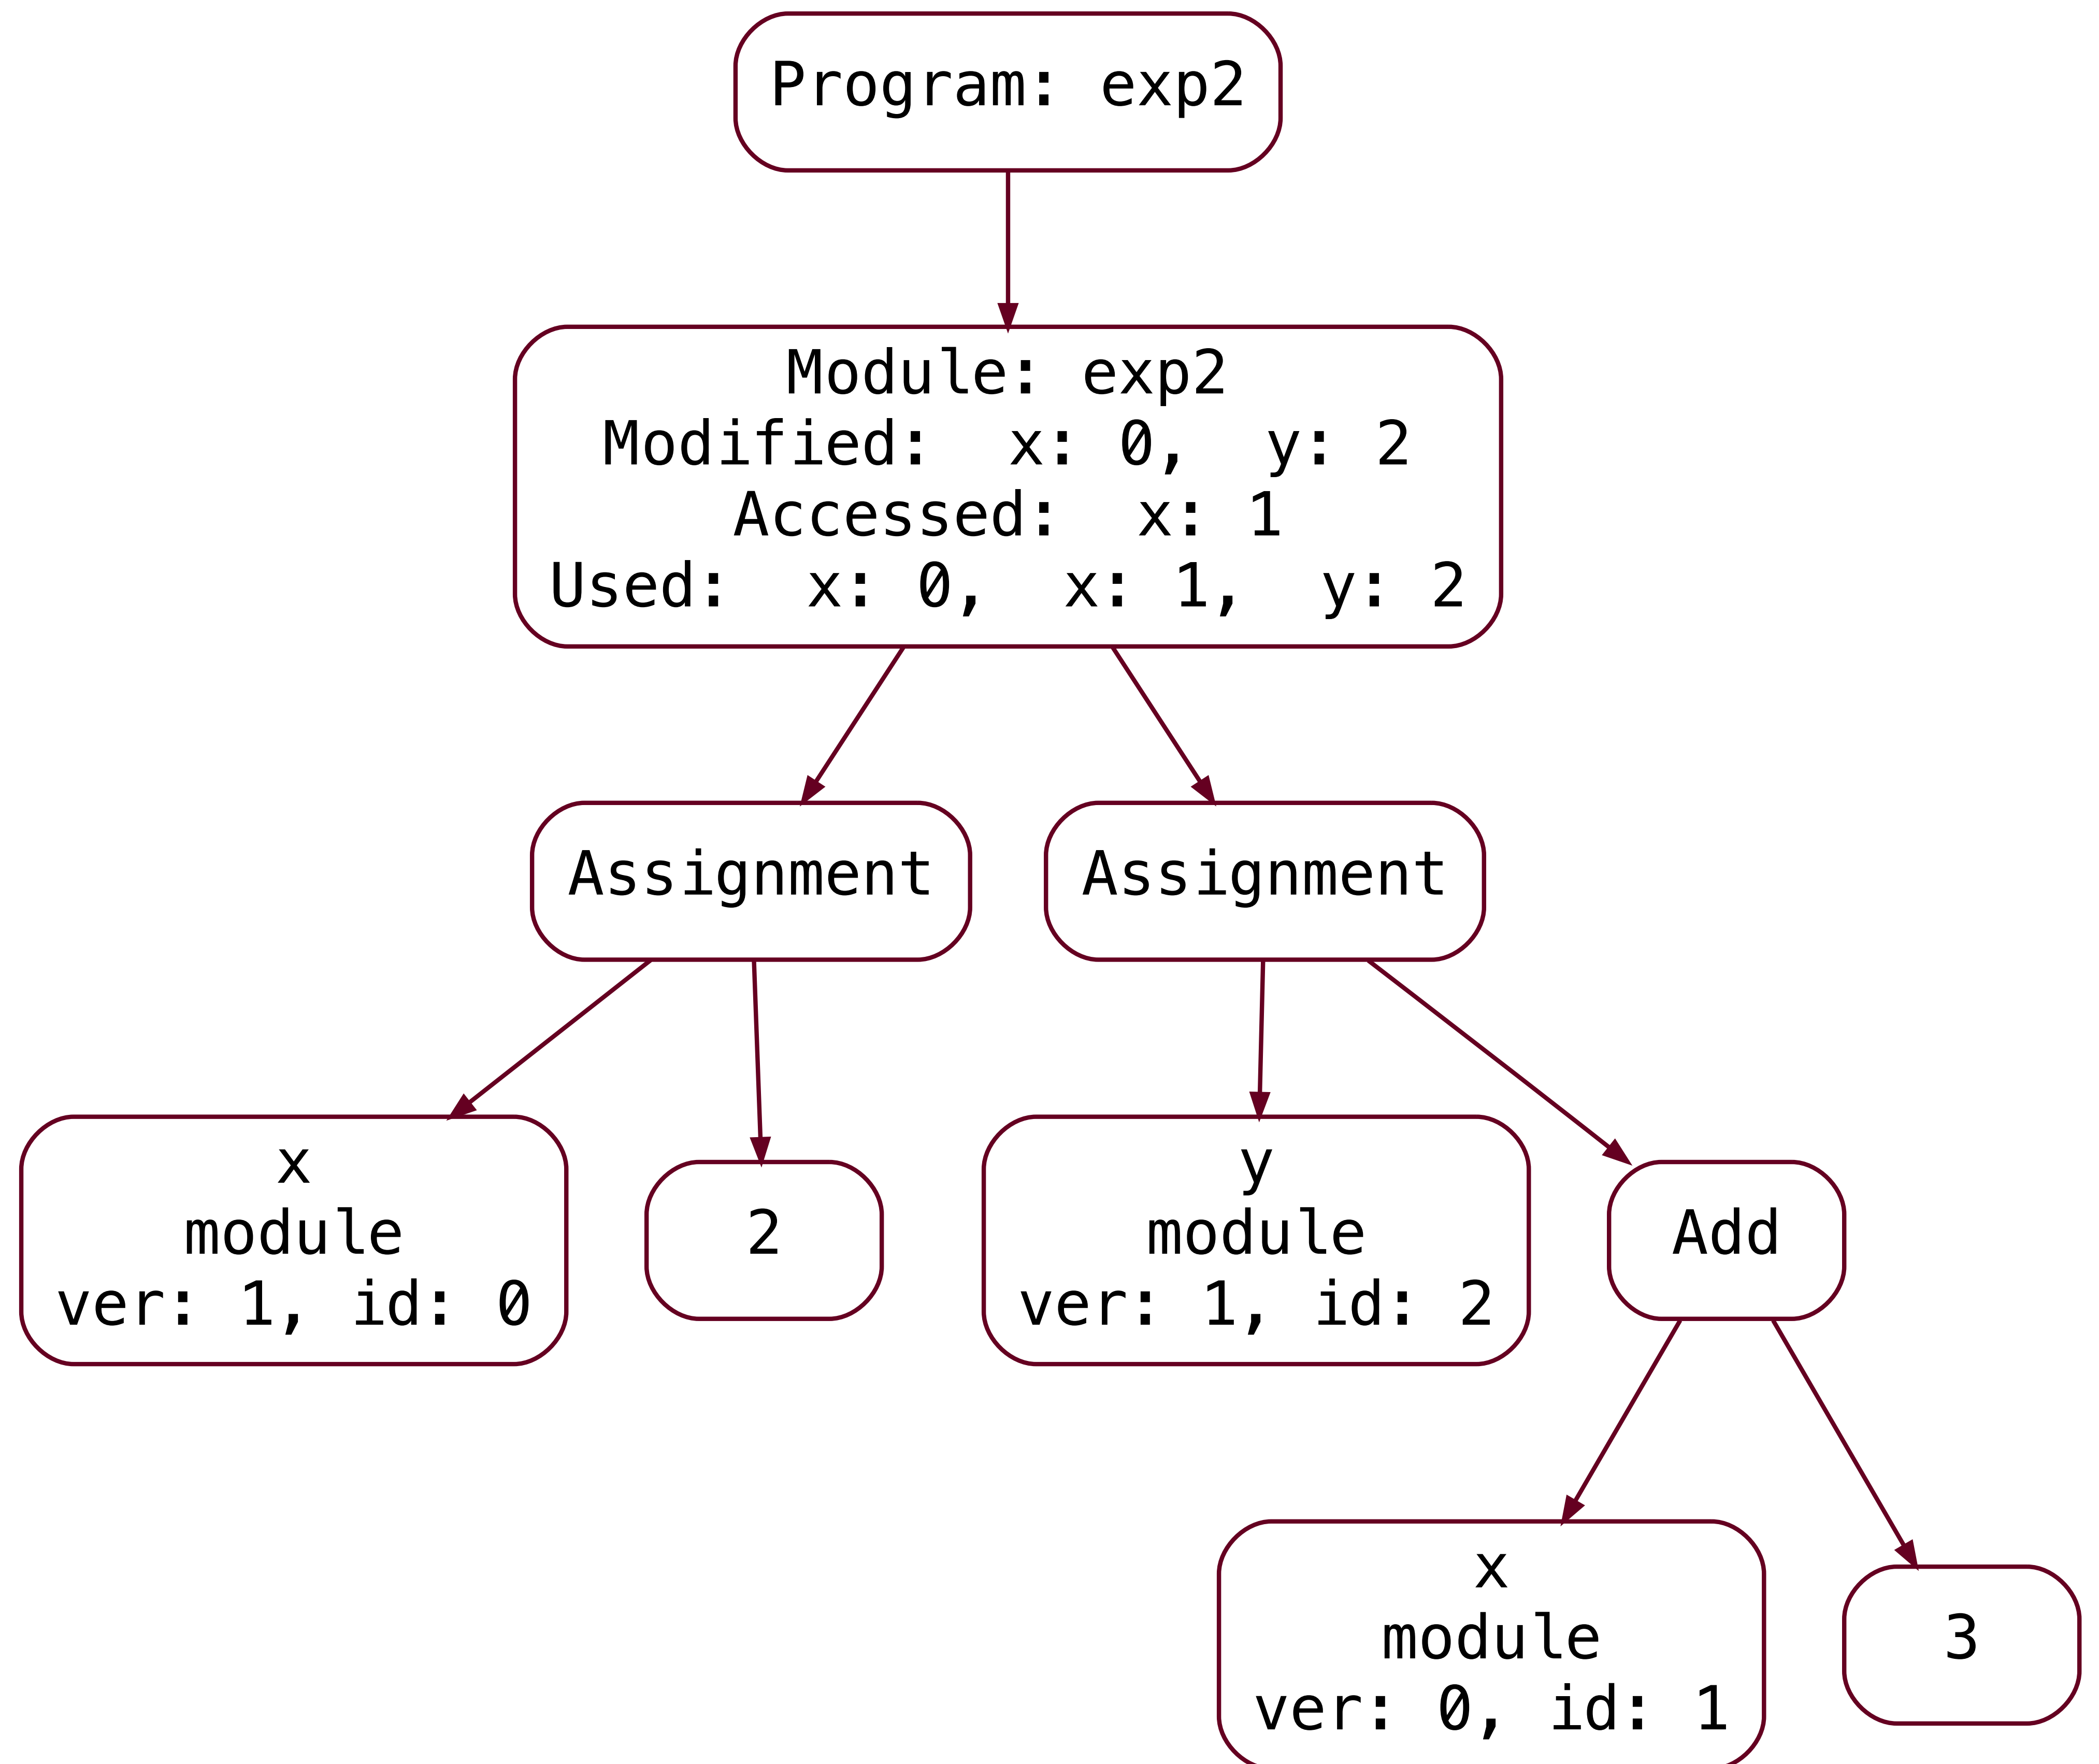 Program: exp2
Module: exp2
Modified:  x: 0,  y: 2
Accessed:  x: 1
Used:  x: 0,  x: 1,  y: 2
Assignment
Assignment
x
module
ver: 1, id: 0
2
y
module
ver: 1, id: 2
Add
x
module
ver: 0, id: 1
3